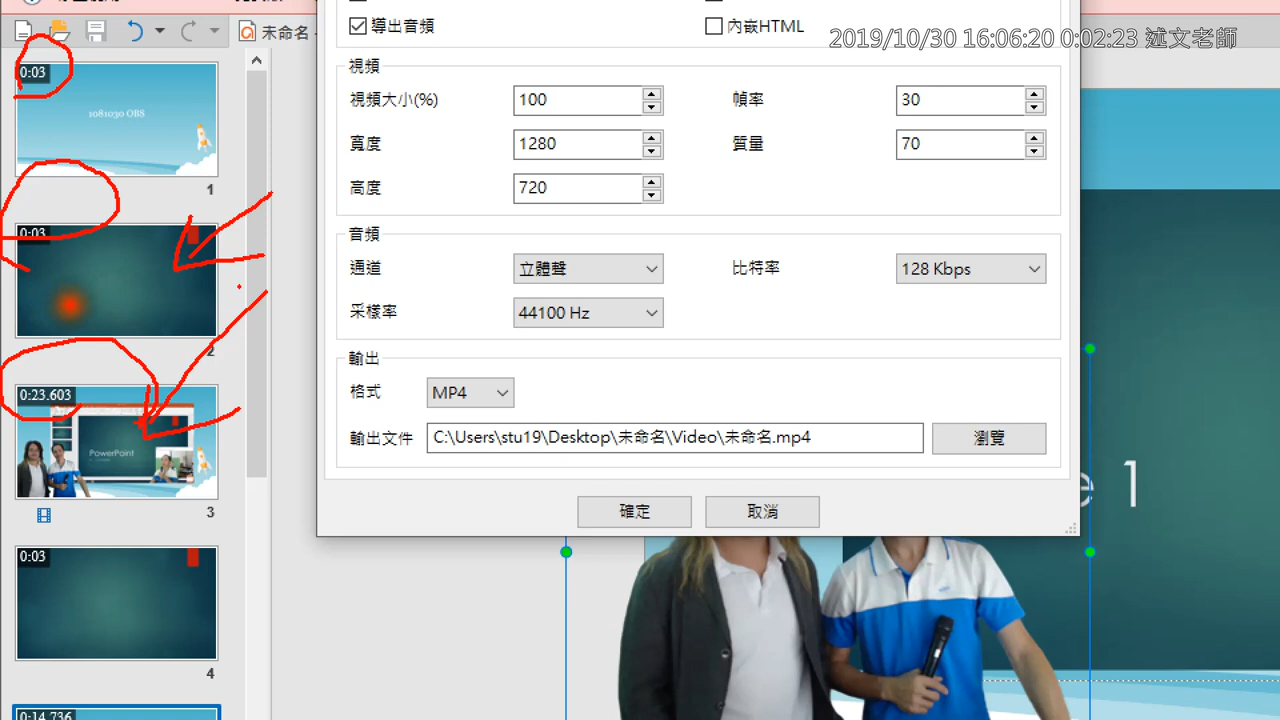 導出音頻
內嵌HTML
2019/10/30 16:06:20 0:02:23 述文老師
未命名
0:03
1081030 OBS
1
0:03
2
0:23.603
PowerPoint
3
0:03
4
0:14.736
視頻
視頻大小(%)
100
幀率
30
寬度
1280
質量
70
高度
720
音頻
通道
立體聲
比特率
128 Kbps
采樣率
44100 Hz
輸出
格式
MP4
輸出文件
C:\Users\stu19\Desktop\未命名\Video\未命名.mp4
瀏覽
確定
取消
e 1